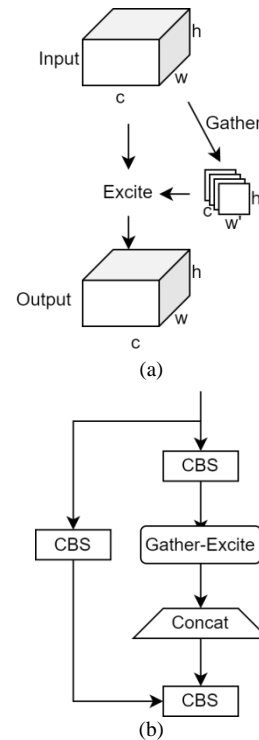 Input
h
w
c
Gather
Excite
c
h
w'
Output
h
w
c
(a)
CBS
CBS
Gather-Excite
Concat
CBS
(b)